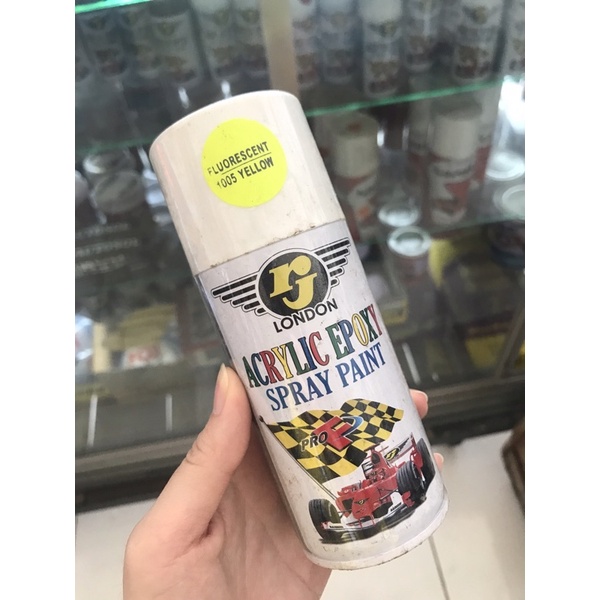 FLUORESCENT
1005 YELLOW
rj
LONDON
ACRYLIC EPOXY
SPRAY PAINT
PRO